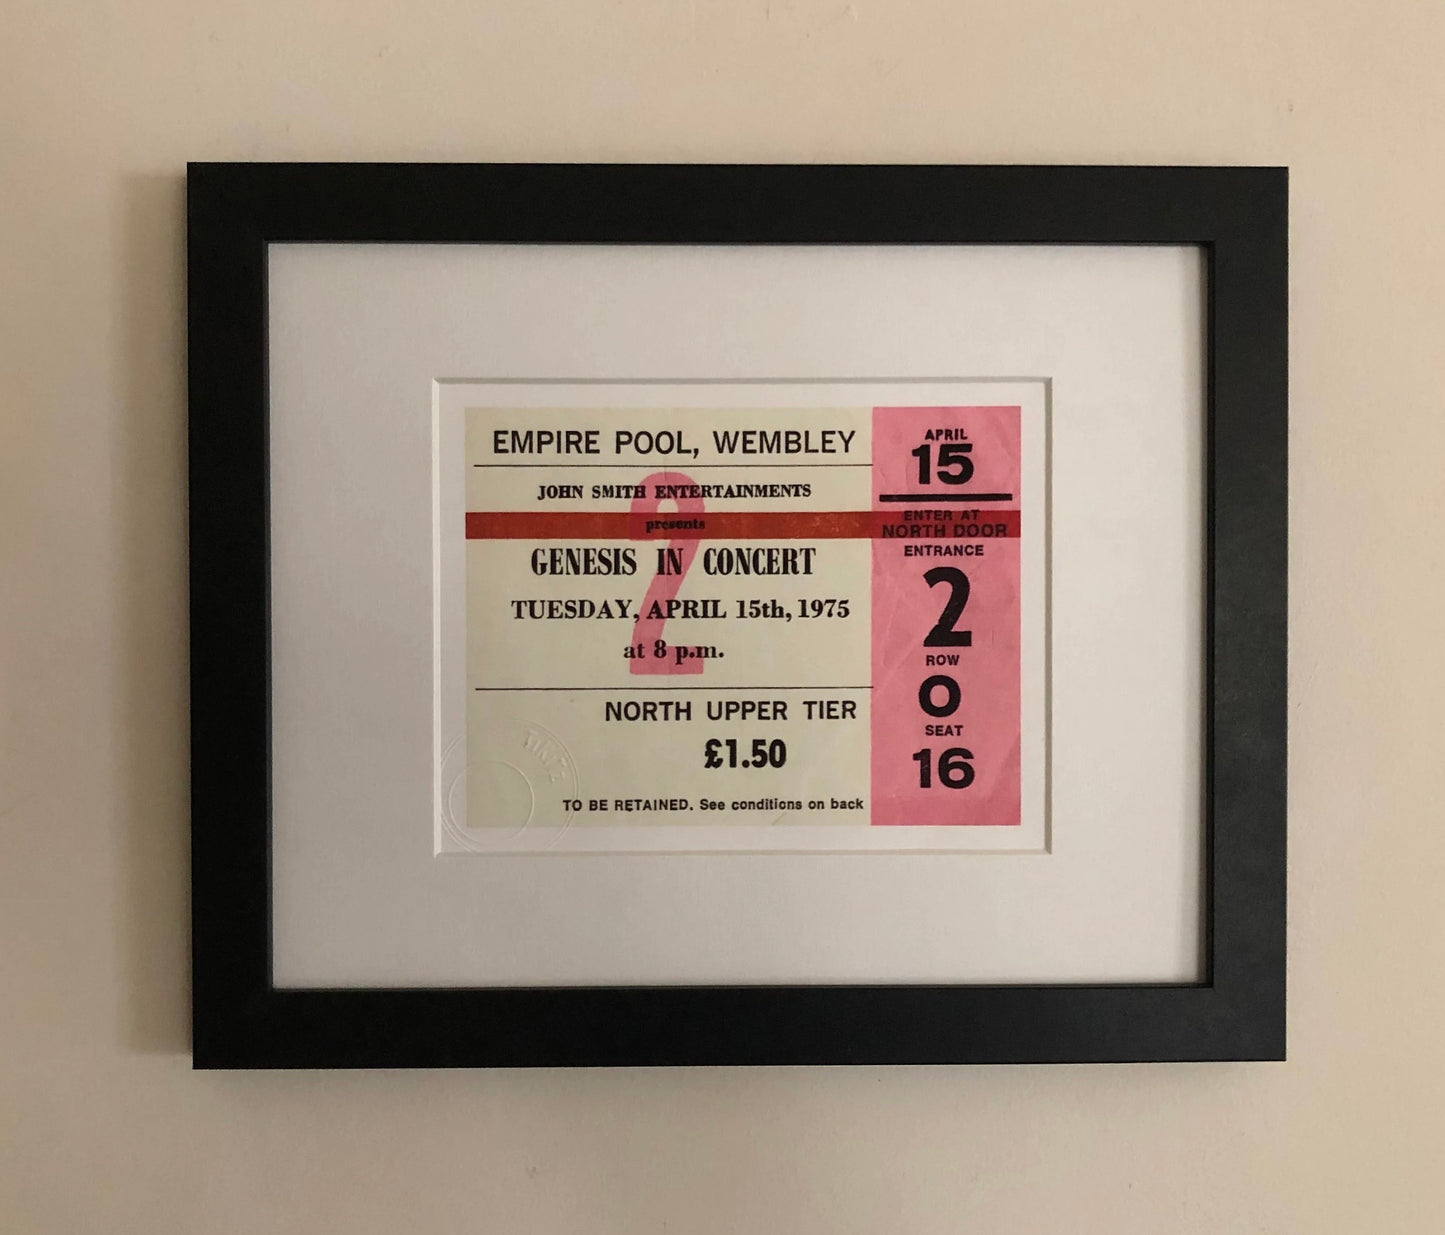 EMPIRE POOL, WEMBLEY
JOHN SMITH ENTERTAINMENTS
presents
GENESIS IN CONCERT
TUESDAY, APRIL 15th, 1975
at 8 p.m.
2
NORTH UPPER TIER
£1.50
TO BE RETAINED. See conditions on back
APRIL
15
ENTER AT
NORTH DOOR
ENTRANCE
2
ROW
O
SEAT
16